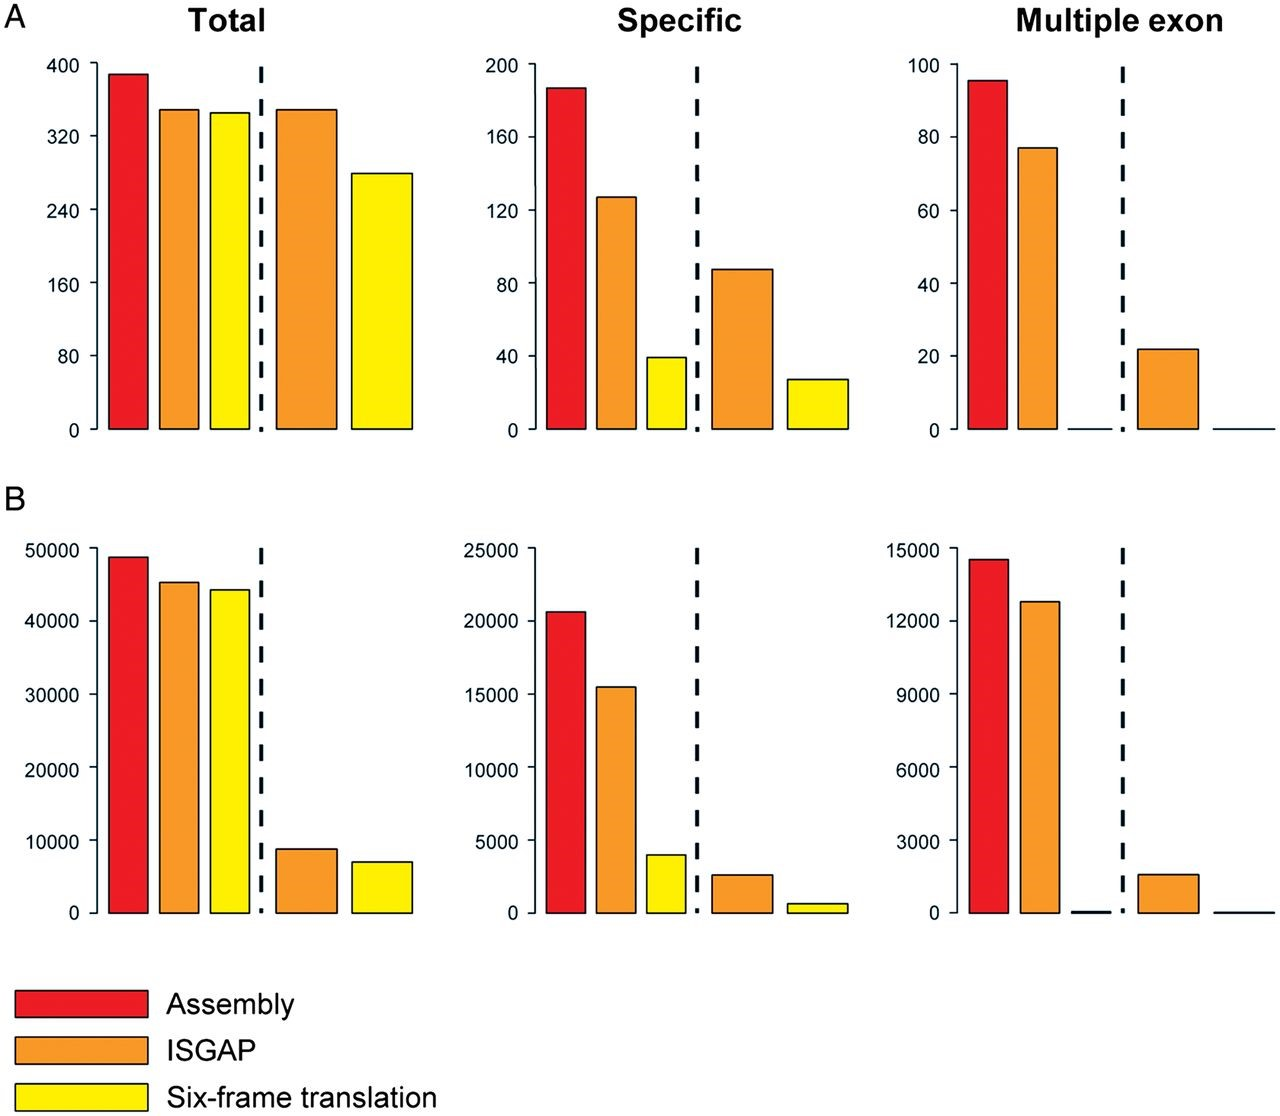 A
Total Specific Multiple exon
400 200 100
320 160 80
240 120 60
160 80 40
80 40 20
0 0 0
B
50000 25000 15000
40000 20000 12000
30000 15000 9000
20000 10000 6000
10000 5000 3000
0 0 0
Assembly
ISGAP
Six-frame translation